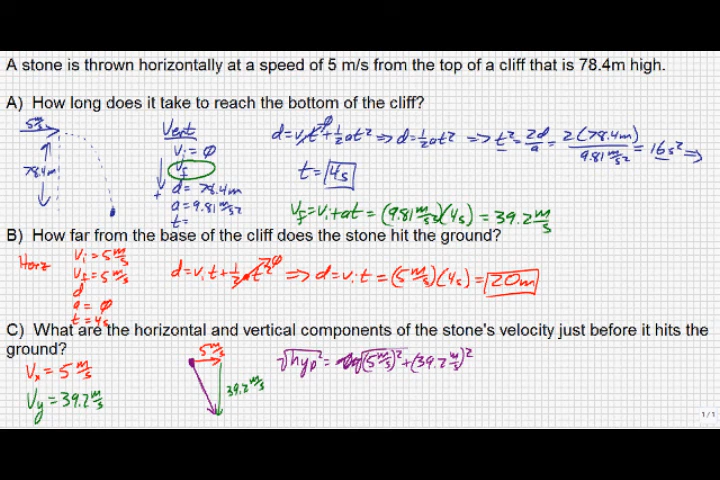 A stone is thrown horizontally at a speed of 5 m/s from the top of a cliff that is 78.4m high.
A) How long does it take to reach the bottom of the cliff?
5 m/s
78.4m
Vert
Vi = ∅
Vf
d = 78.4m
a = 9.81 m/s²
t =
+
d = Vit + ½at² ⇒ d = ½at² ⇒ t² = 2d/a = 2(78.4m)/9.81 m/s² = 16s² ⇒
∅
t = 4s
Vf = Vi + at = (9.81 m/s²)(4s) = 39.2 m/s
B) How far from the base of the cliff does the stone hit the ground?
Horz
Vi = 5 m/s
Vf = 5 m/s
d
a = ∅
t = 4s
d = Vit + ½at² ⇒ d = Vit = (5 m/s)(4s) = 20m
∅
C) What are the horizontal and vertical components of the stone's velocity just before it hits the
ground?
Vx = 5 m/s
Vy = 39.2 m/s
5 m/s
39.2 m/s
√hyp² = √(5 m/s)² + (39.2 m/s)²
1/1